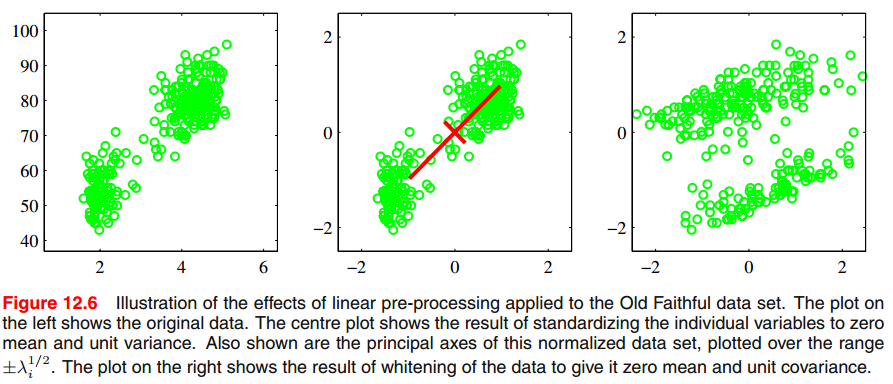 100
90
80
70
60
50
40
2 4 6
2
0
−2
−2 0 2
2
0
−2
−2 0 2
Figure 12.6 Illustration of the effects of linear pre-processing applied to the Old Faithful data set. The plot on
the left shows the original data. The centre plot shows the result of standardizing the individual variables to zero
mean and unit variance. Also shown are the principal axes of this normalized data set, plotted over the range
±λᵢ^1/2. The plot on the right shows the result of whitening of the data to give it zero mean and unit covariance.